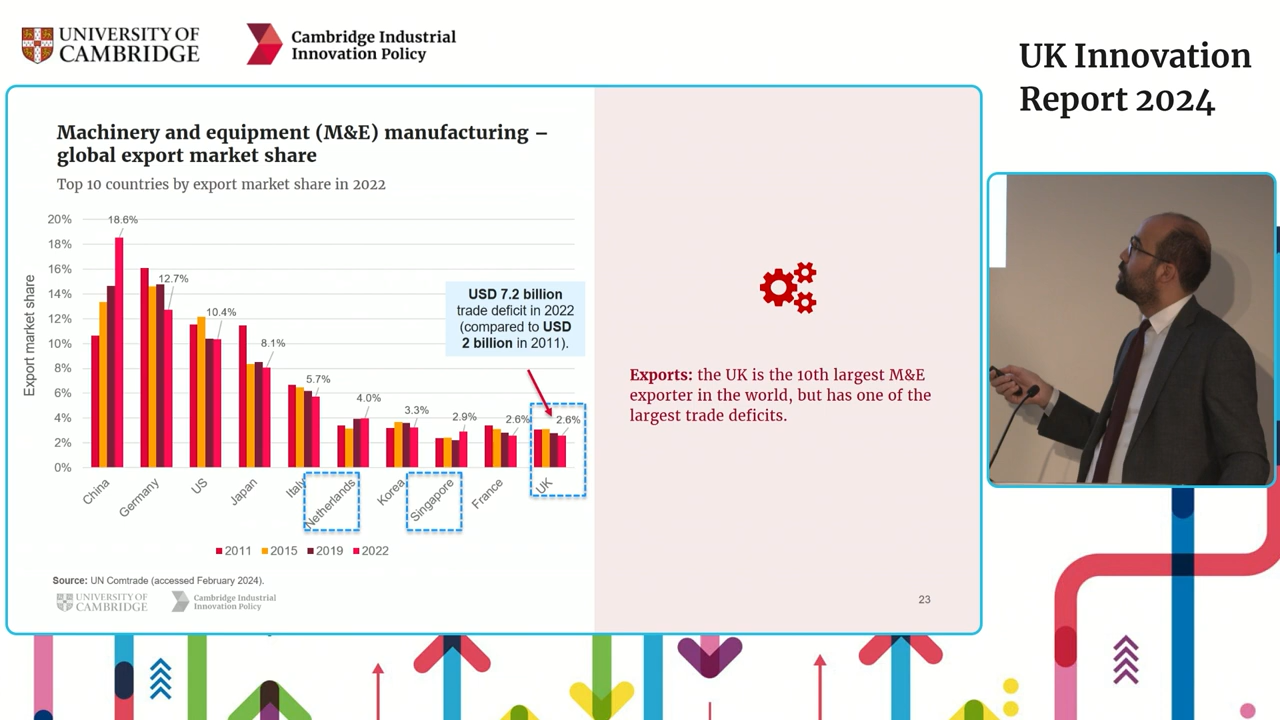 UNIVERSITY OF
CAMBRIDGE
Cambridge Industrial
Innovation Policy
UK Innovation
Report 2024
Machinery and equipment (M&E) manufacturing –
global export market share
Top 10 countries by export market share in 2022
Export market share
20%
18%
16%
14%
12%
10%
8%
6%
4%
2%
0%
18.6%
12.7%
10.4%
8.1%
5.7%
4.0%
3.3%
2.9%
2.6%
2.6%
USD 7.2 billion
trade deficit in 2022
(compared to USD
2 billion in 2011).
China
Germany
US
Japan
Italy
Netherlands
Korea
Singapore
France
UK
2011 2015 2019 2022
Source: UN Comtrade (accessed February 2024).
UNIVERSITY OF
CAMBRIDGE
Cambridge Industrial
Innovation Policy
Exports: the UK is the 10th largest M&E
exporter in the world, but has one of the
largest trade deficits.
23